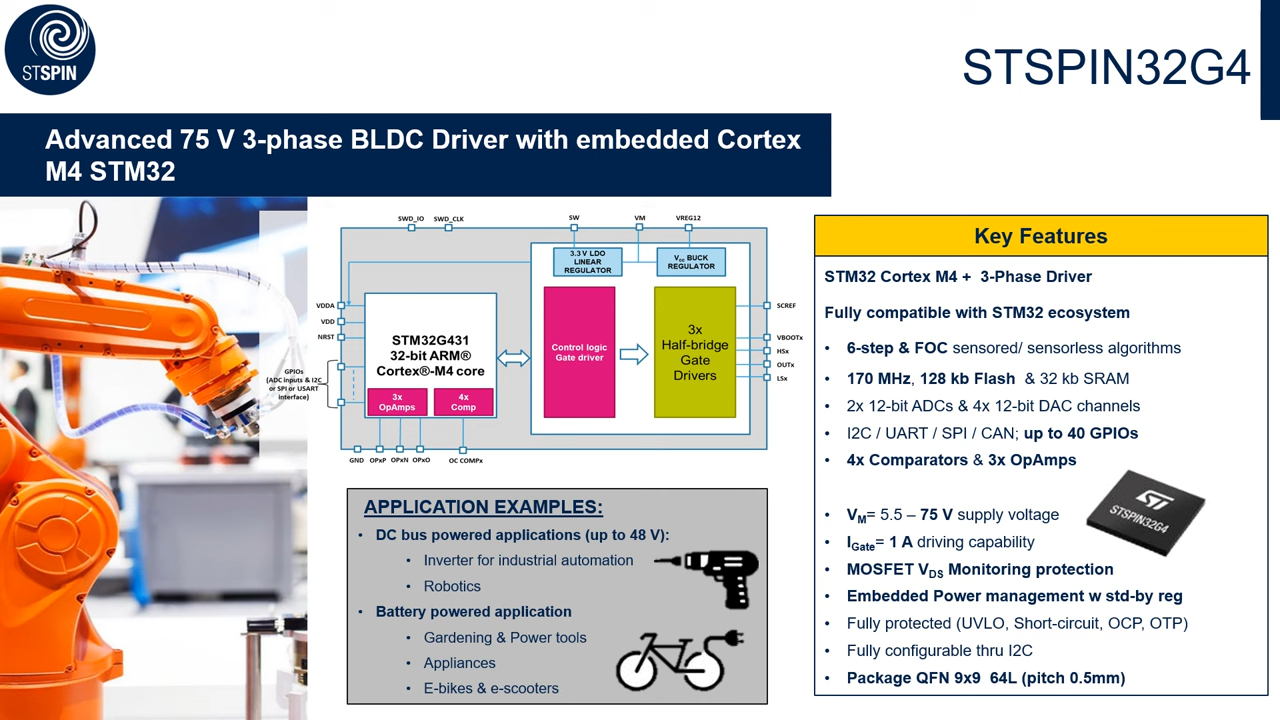 STSPIN
STSPIN32G4
Advanced 75 V 3-phase BLDC Driver with embedded Cortex
M4 STM32
SWD_IO
SWD_CLK
SW
VM
VREG12
3.3 V LDO
LINEAR
REGULATOR
Vcc BUCK
REGULATOR
VDDA
VDD
NRST
GPIOs
(ADC inputs & I2C
or SPI or USART
interface)
STM32G431
32-bit ARM®
Cortex®-M4 core
3x
OpAmps
4x
Comp
Control logic
Gate driver
3x
Half-bridge
Gate
Drivers
SCREF
VBOOTx
HSx
OUTx
LSx
GND
OPxP
OPxN
OPxO
OC COMPx
APPLICATION EXAMPLES:
• DC bus powered applications (up to 48 V):
• Inverter for industrial automation
• Robotics
• Battery powered application
• Gardening & Power tools
• Appliances
• E-bikes & e-scooters
Key Features
STM32 Cortex M4 + 3-Phase Driver
Fully compatible with STM32 ecosystem
• 6-step & FOC sensored/ sensorless algorithms
• 170 MHz, 128 kb Flash & 32 kb SRAM
• 2x 12-bit ADCs & 4x 12-bit DAC channels
• I2C / UART / SPI / CAN; up to 40 GPIOs
• 4x Comparators & 3x OpAmps
• VM= 5.5 – 75 V supply voltage
• IGate= 1 A driving capability
• MOSFET VDS Monitoring protection
• Embedded Power management w std-by reg
• Fully protected (UVLO, Short-circuit, OCP, OTP)
• Fully configurable thru I2C
• Package QFN 9x9 64L (pitch 0.5mm)
ST
STSPIN32G4